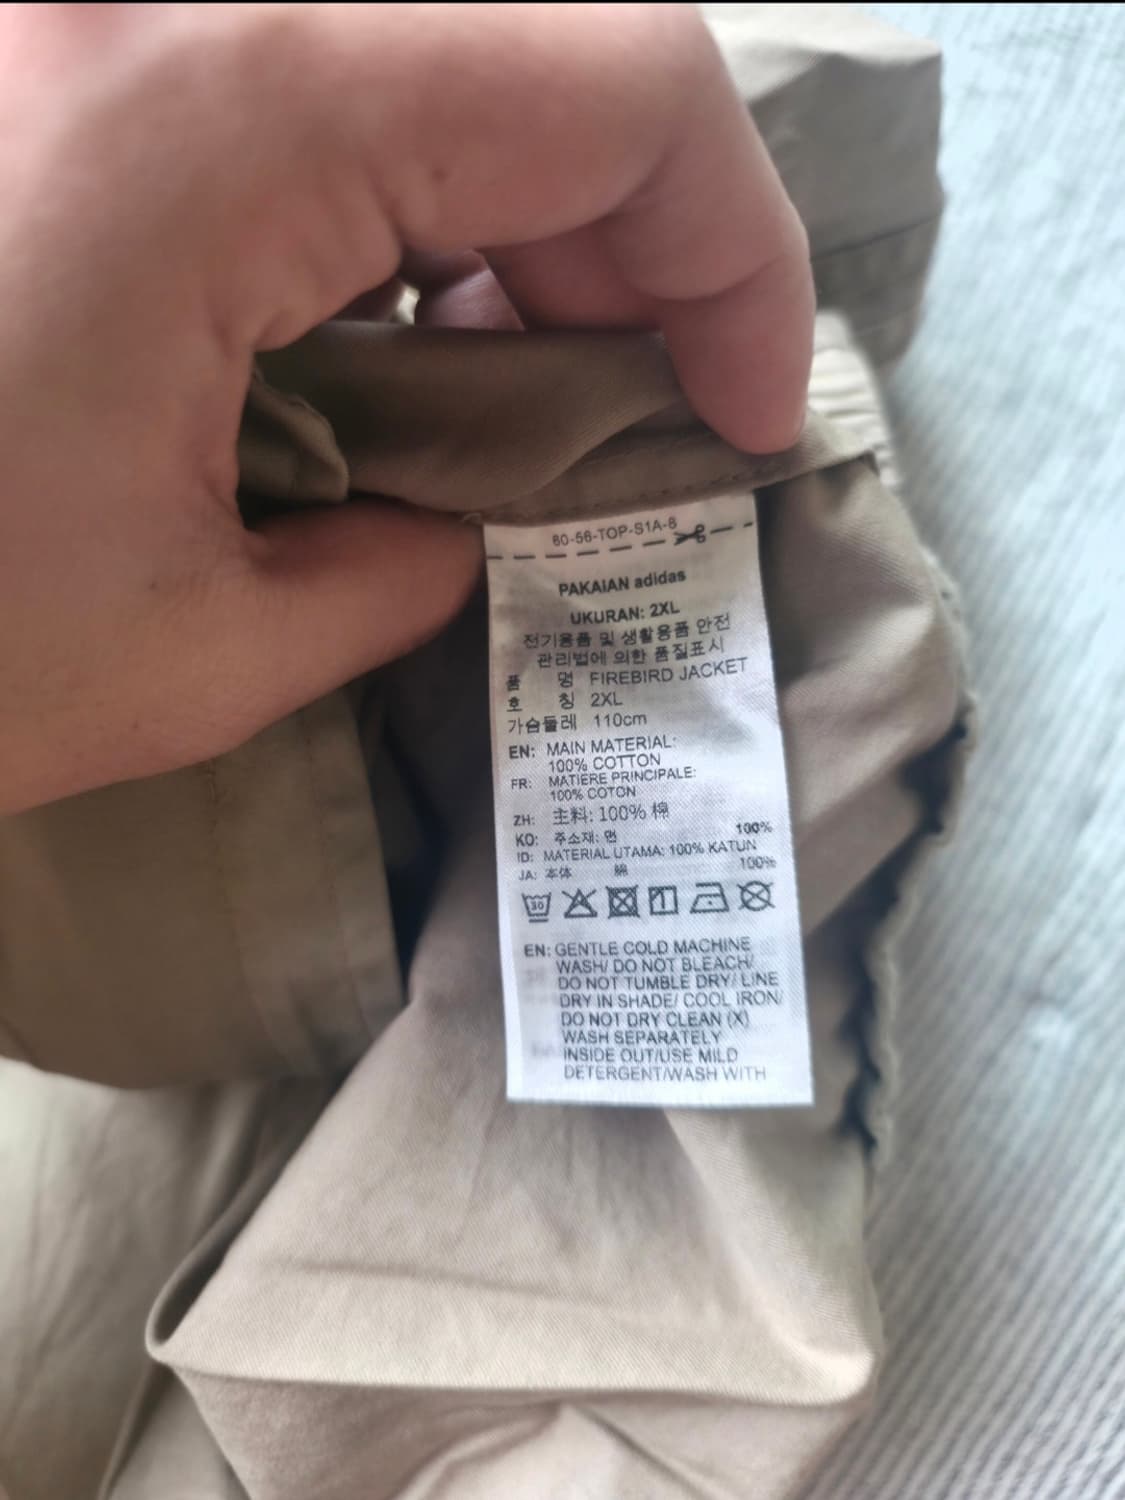 80-56-TOP-S1A-8
PAKAIAN adidas
UKURAN: 2XL
전기용품 및 생활용품 안전
관리법에 의한 품질표시
품 명 FIREBIRD JACKET
호 칭 2XL
가슴둘레 110cm
EN: MAIN MATERIAL:
100% COTTON
FR: MATIÈRE PRINCIPALE:
100% COTON
ZH: 主料: 100% 棉
KO: 주소재: 면 100%
ID: MATERIAL UTAMA: 100% KATUN
JA: 本体 綿 100%
30
EN: GENTLE COLD MACHINE
WASH/ DO NOT BLEACH/
DO NOT TUMBLE DRY/ LINE
DRY IN SHADE/ COOL IRON/
DO NOT DRY CLEAN (X)
WASH SEPARATELY
INSIDE OUT/USE MILD
DETERGENT/WASH WITH